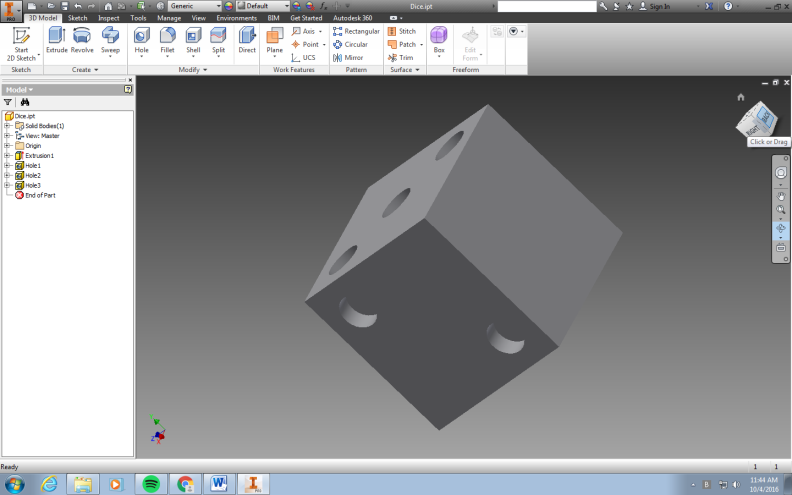 Generic
Default
Dice.ipt
Sign In
PRO
3D Model Sketch Inspect Tools Manage View Environments BIM Get Started Autodesk 360
Start
2D Sketch
Extrude Revolve Sweep
Hole Fillet Shell Split Direct Plane
Axis
Point
UCS
Rectangular
Circular
Mirror
Stitch
Patch
Trim
Box
Edit
Form
Sketch Create Modify Work Features Pattern Surface Freeform
Model
Dice.ipt
Solid Bodies(1)
View: Master
Origin
Extrusion1
Hole1
Hole2
Hole3
End of Part
RIGHT
BACK
Click or Drag
Z
Ready
1 1
W
PRO
11:44 AM
10/4/2016